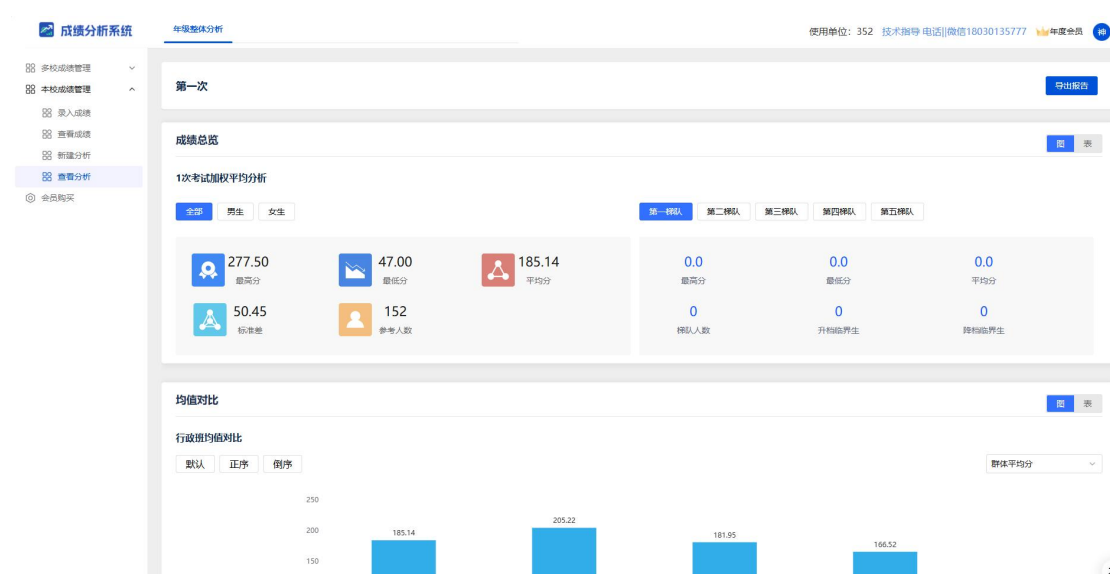 成绩分析系统
年级整体分析
使用单位：352 技术指导 电话||微信18030135777 年度会员 神
多校成绩管理
本校成绩管理
录入成绩
查看成绩
新建分析
查看分析
会员购买
第一次
导出报告
成绩总览
图 表
1次考试加权平均分析
全部 男生 女生
第一梯队 第二梯队 第三梯队 第四梯队 第五梯队
277.50 47.00 185.14
最高分 最低分 平均分
50.45 152
标准差 参考人数
0.0 0.0 0.0
最高分 最低分 平均分
0 0 0
梯队人数 升档临界生 降档临界生
均值对比
图 表
行政班均值对比
默认 正序 倒序
群体平均分
250
200
150
185.14
205.22
181.95
166.52